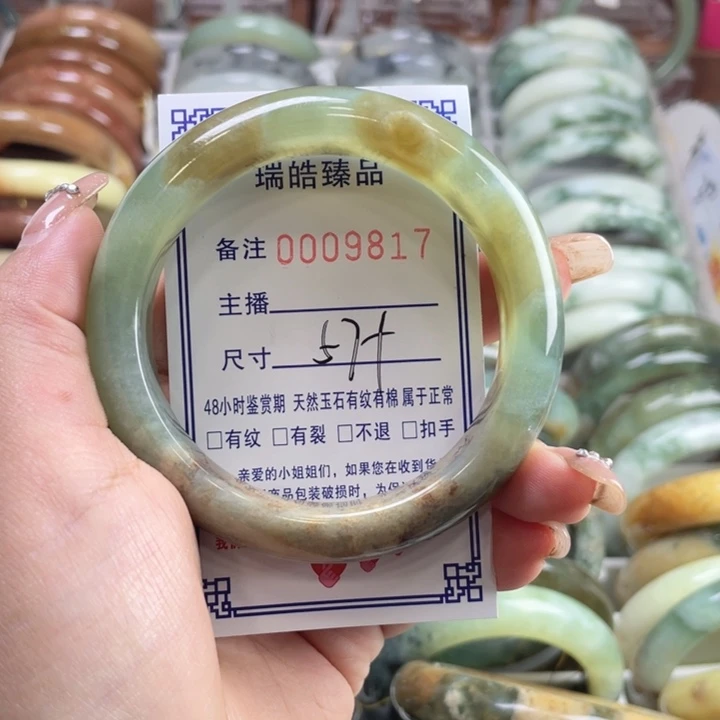 瑞皓臻品
备注 0009817
主播
尺寸 57+
48小时鉴赏期 天然玉石有纹有棉属于正常
□有纹 □有裂 □不退 □扣手
亲爱的小姐姐们，如果您在收到货
商品包装破损时，为保